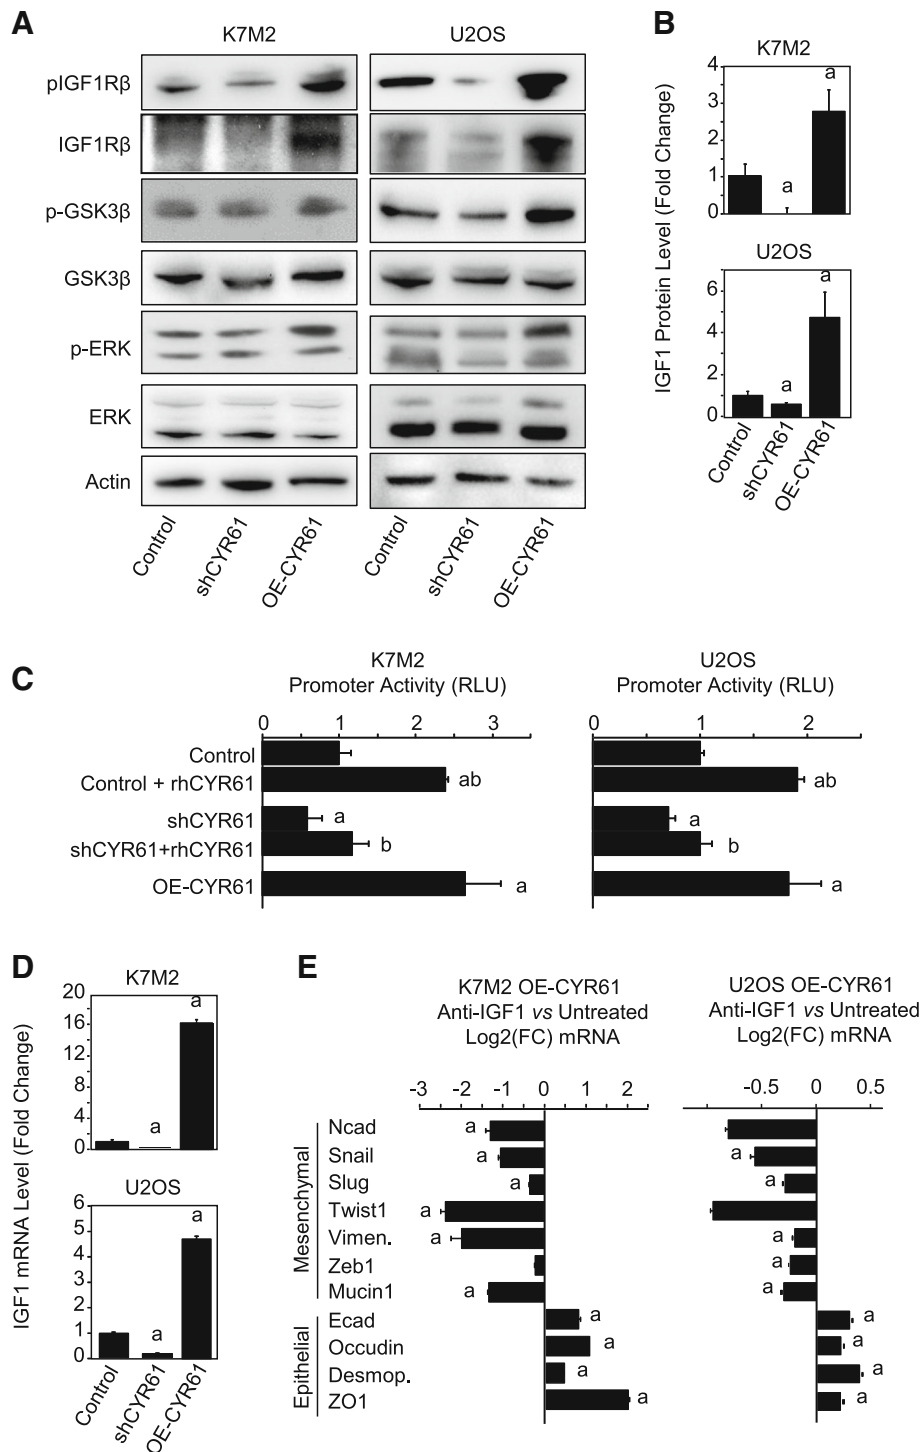 A
K7M2
U2OS
pIGF1Rβ
IGF1Rβ
p-GSK3β
GSK3β
p-ERK
ERK
Actin
Control
shCYR61
OE-CYR61
Control
shCYR61
OE-CYR61
B
K7M2
IGF1 Protein Level (Fold Change)
4
3
2
1
0
a
a
U2OS
6
4
2
0
a
a
Control
shCYR61
OE-CYR61
C
K7M2
Promoter Activity (RLU)
0 1 2 3
U2OS
Promoter Activity (RLU)
0 1 2
Control
Control + rhCYR61 ab ab
shCYR61 a a
shCYR61+rhCYR61 b b
OE-CYR61 a a
D
K7M2
IGF1 mRNA Level (Fold Change)
20
16
12
8
4
0
a
a
U2OS
6
5
4
3
2
1
0
a
a
Control
shCYR61
OE-CYR61
E
K7M2 OE-CYR61
Anti-IGF1 vs Untreated
Log2(FC) mRNA
-3 -2 -1 0 1 2
U2OS OE-CYR61
Anti-IGF1 vs Untreated
Log2(FC) mRNA
-0.5 0 0.5
Mesenchymal
Ncad a
Snail a a
Slug a a
Twist1 a
Vimen. a a
Zeb1 a
Mucin1 a a
Epithelial
Ecad a a
Occudin a a
Desmop. a a
ZO1 a a